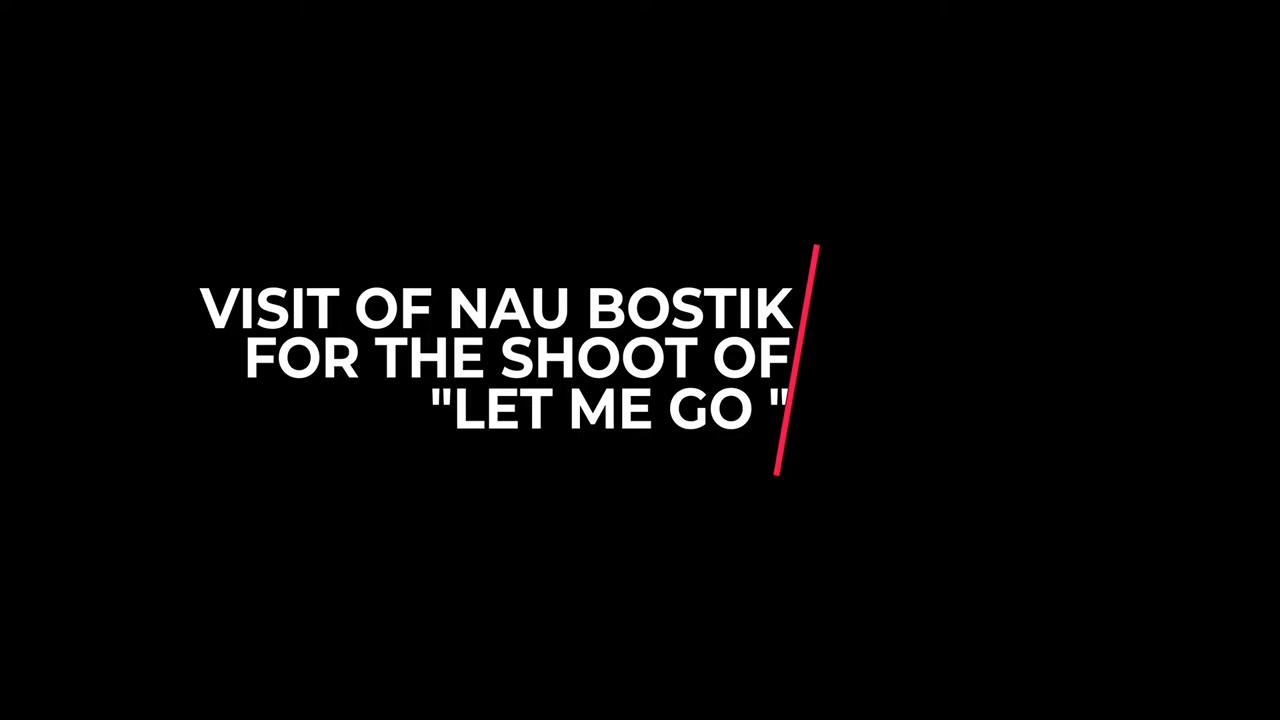 VISIT OF NAU BOSTIK
FOR THE SHOOT OF
"LET ME GO "